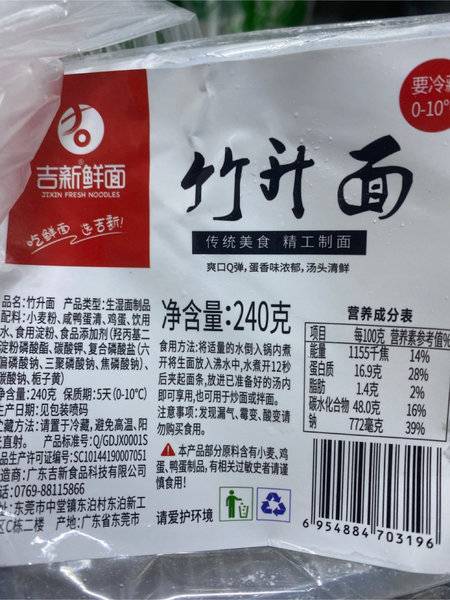 吉新鲜面
JIXIN FRESH NOODLES
吃鲜面 选吉新!
竹升面
传统美食 精工制面
爽口Q弹,蛋香味浓郁,汤头清鲜
要冷藏
0-10°
品名:竹升面 产品类型:生湿面制品
配料:小麦粉、咸鸭蛋清、鸡蛋、饮用
水、食用淀粉、食品添加剂(羟丙基二
淀粉磷酸酯、碳酸钾、复合磷酸盐(六
偏磷酸钠、三聚磷酸钠、焦磷酸钠)、
碳酸钠、栀子黄)
:240克 保质期:5天(0-10°C)
生产日期:见包装喷码
贮藏方法:请置于冷藏,避免高温、阳
光直射。 产品标准号:Q/GDJX0001S
生产许可证编号:SC10144190007051
制造商:广东吉新食品科技有限公司
电话:0769-88115866
址:东莞市中堂镇东泊村东泊新工
区C栋二楼 产地:广东省东莞市
净含量:240克
食用方法:将适量的水倒入锅内煮
开将生面放入沸水中,水煮开12秒
后夹起面条,放进已准备好的汤内
即可享用,也可用于炒面或拌面。
注意事项:发现漏气、霉变、酸变请
勿购买食用。
本产品部分原料含有小麦、鸡
蛋、鸭蛋制品,有相关过敏史者请谨
慎食用!
请爱护环境
营养成分表
项目 每100克 营养素参考值%
能量 1155千焦 14%
蛋白质 16.9克 28%
脂肪 1.4克 2%
碳水化合物 48.0克 16%
钠 772毫克 39%
6 954884 703196